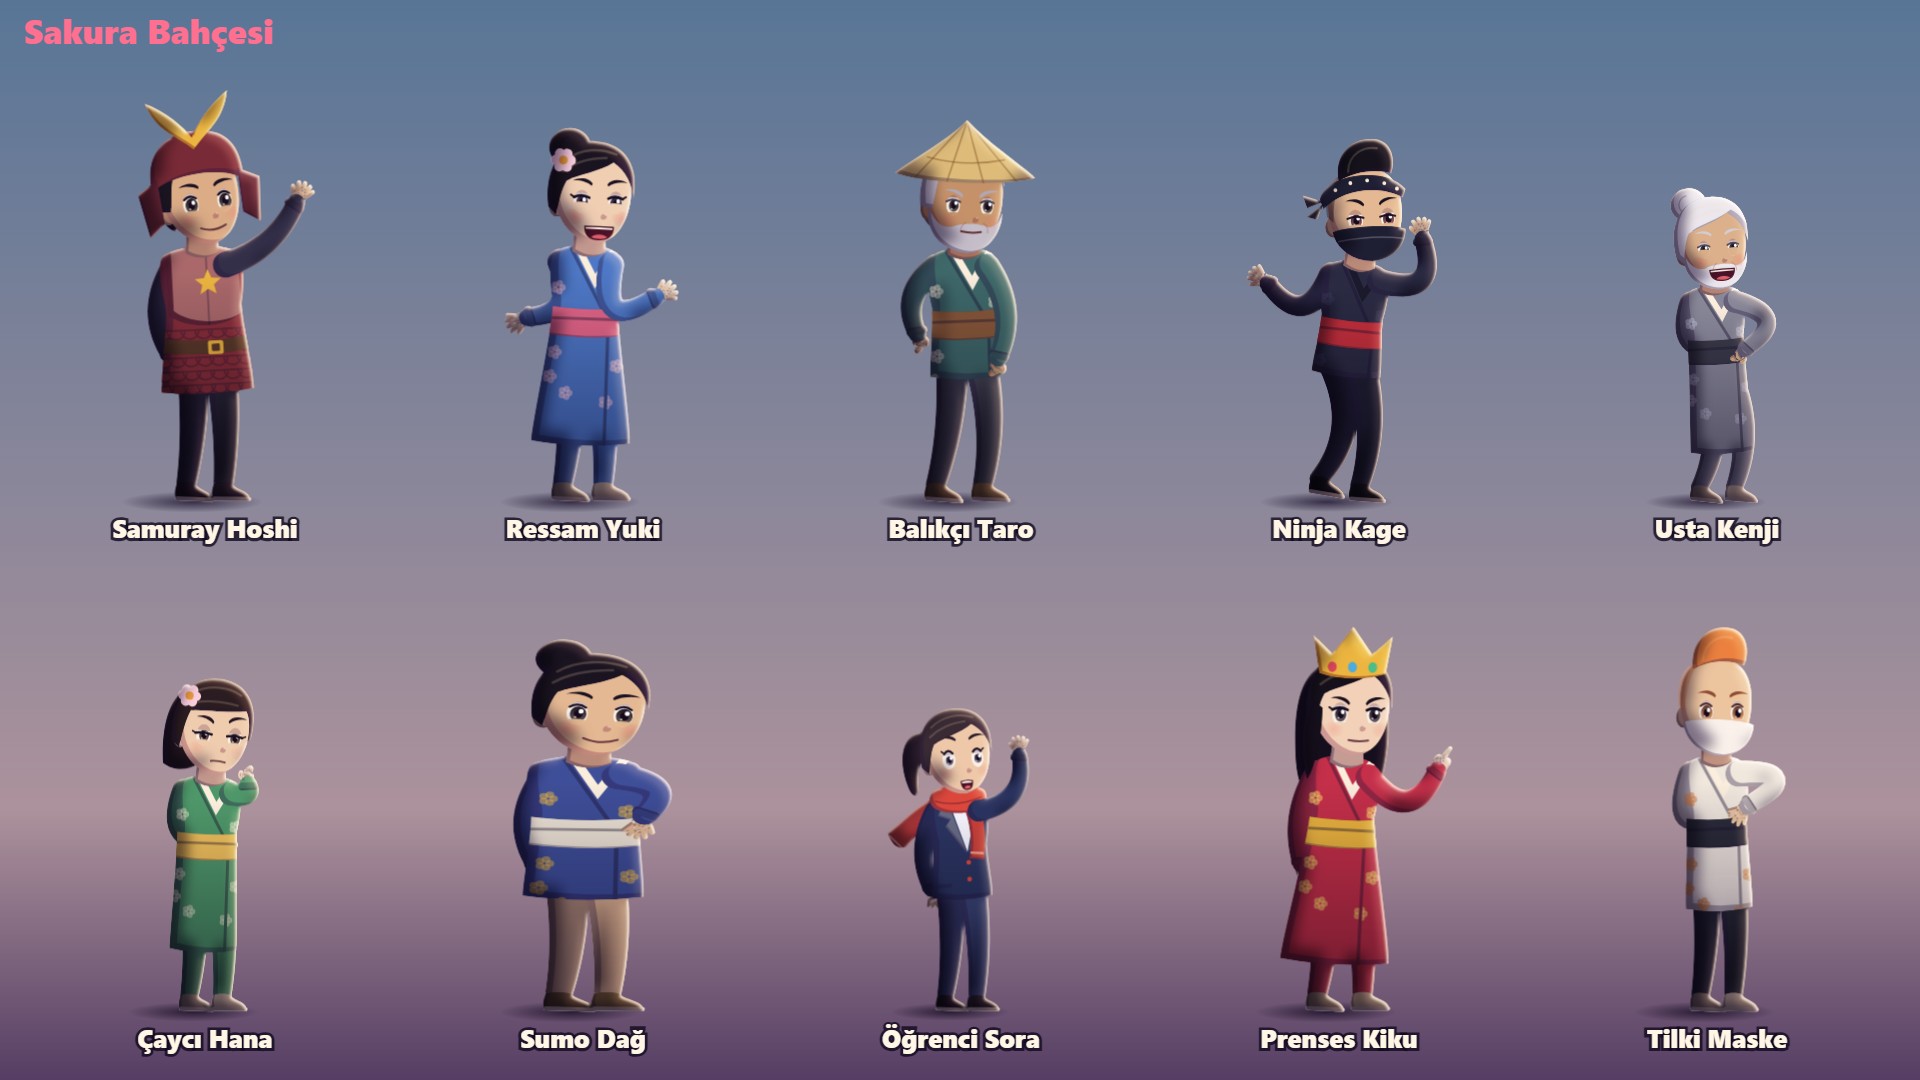 Sakura Bahçesi
Samuray Hoshi
Ressam Yuki
Balıkçı Taro
Ninja Kage
Usta Kenji
Çaycı Hana
Sumo Dağ
Öğrenci Sora
Prenses Kiku
Tilki Maske